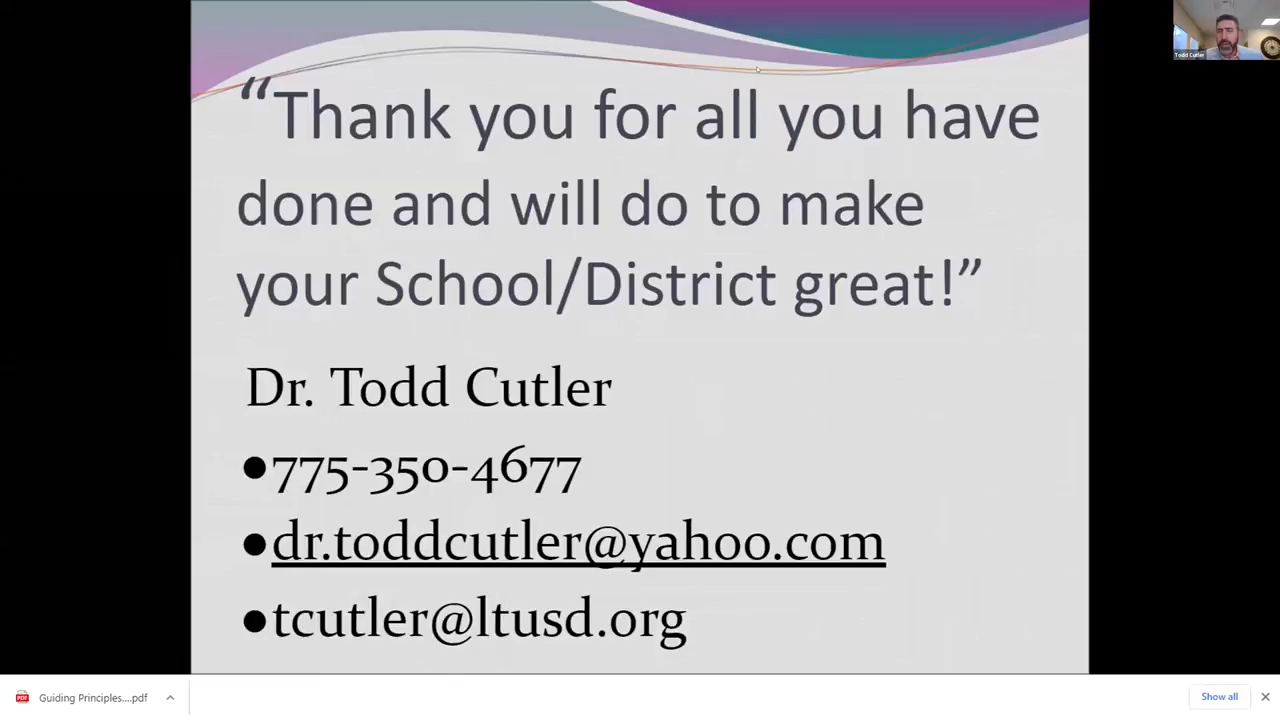 Todd Cutler
“Thank you for all you have
done and will do to make
your School/District great!”
Dr. Todd Cutler
•775-350-4677
•dr.toddcutler@yahoo.com
•tcutler@ltusd.org
PDF
Guiding Principles....pdf
Show all